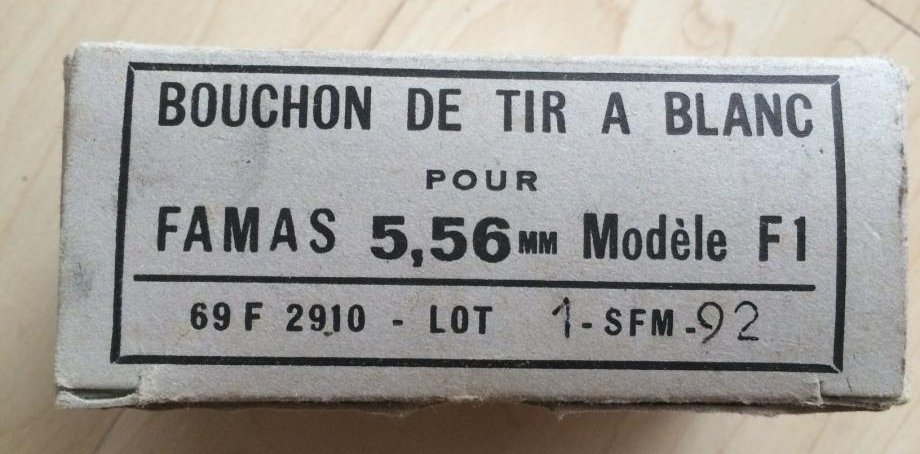 BOUCHON DE TIR A BLANC
POUR
FAMAS 5,56 MM Modèle F1
69 F 2910 - LOT 1 - SFM - 92